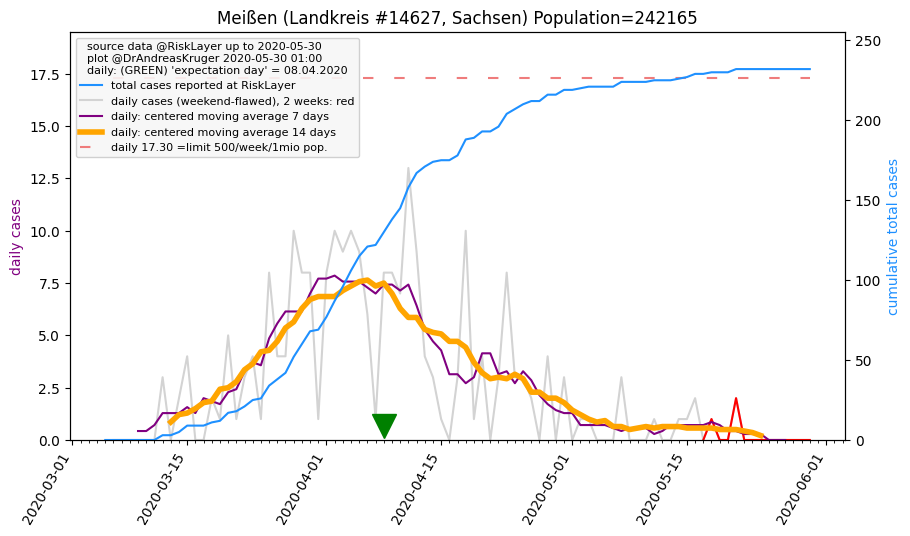 Meißen (Landkreis #14627, Sachsen) Population=242165
source data @RiskLayer up to 2020-05-30
plot @DrAndreasKruger 2020-05-30 01:00
daily: (GREEN) 'expectation day' = 08.04.2020
total cases reported at RiskLayer
daily cases (weekend-flawed), 2 weeks: red
daily: centered moving average 7 days
daily: centered moving average 14 days
daily 17.30 =limit 500/week/1mio pop.
daily cases
17.5
15.0
12.5
10.0
7.5
5.0
2.5
0.0
250
200
150
100
50
0
cumulative total cases
2020-03-01
2020-03-15
2020-04-01
2020-04-15
2020-05-01
2020-05-15
2020-06-01